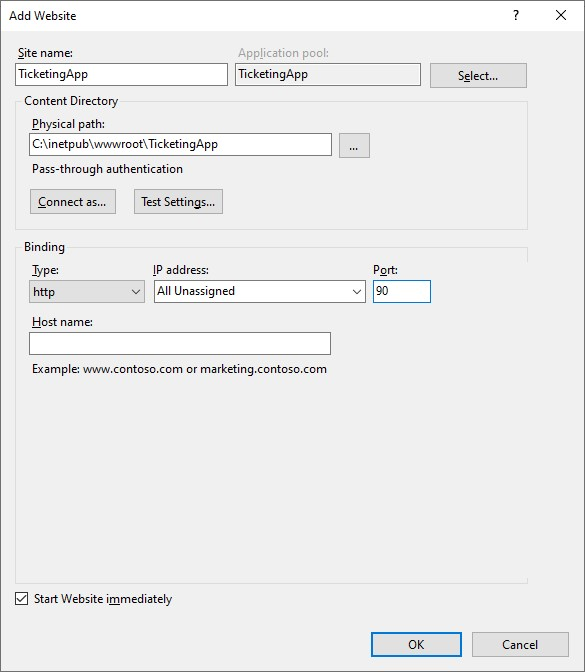 Add Website
?
Site name:
Application pool:
TicketingApp
TicketingApp
Select...
Content Directory
Physical path:
C:\inetpub\wwwroot\TicketingApp
...
Pass-through authentication
Connect as...
Test Settings...
Binding
Type:
IP address:
Port:
http
All Unassigned
90
Host name:
Example: www.contoso.com or marketing.contoso.com
Start Website immediately
OK
Cancel